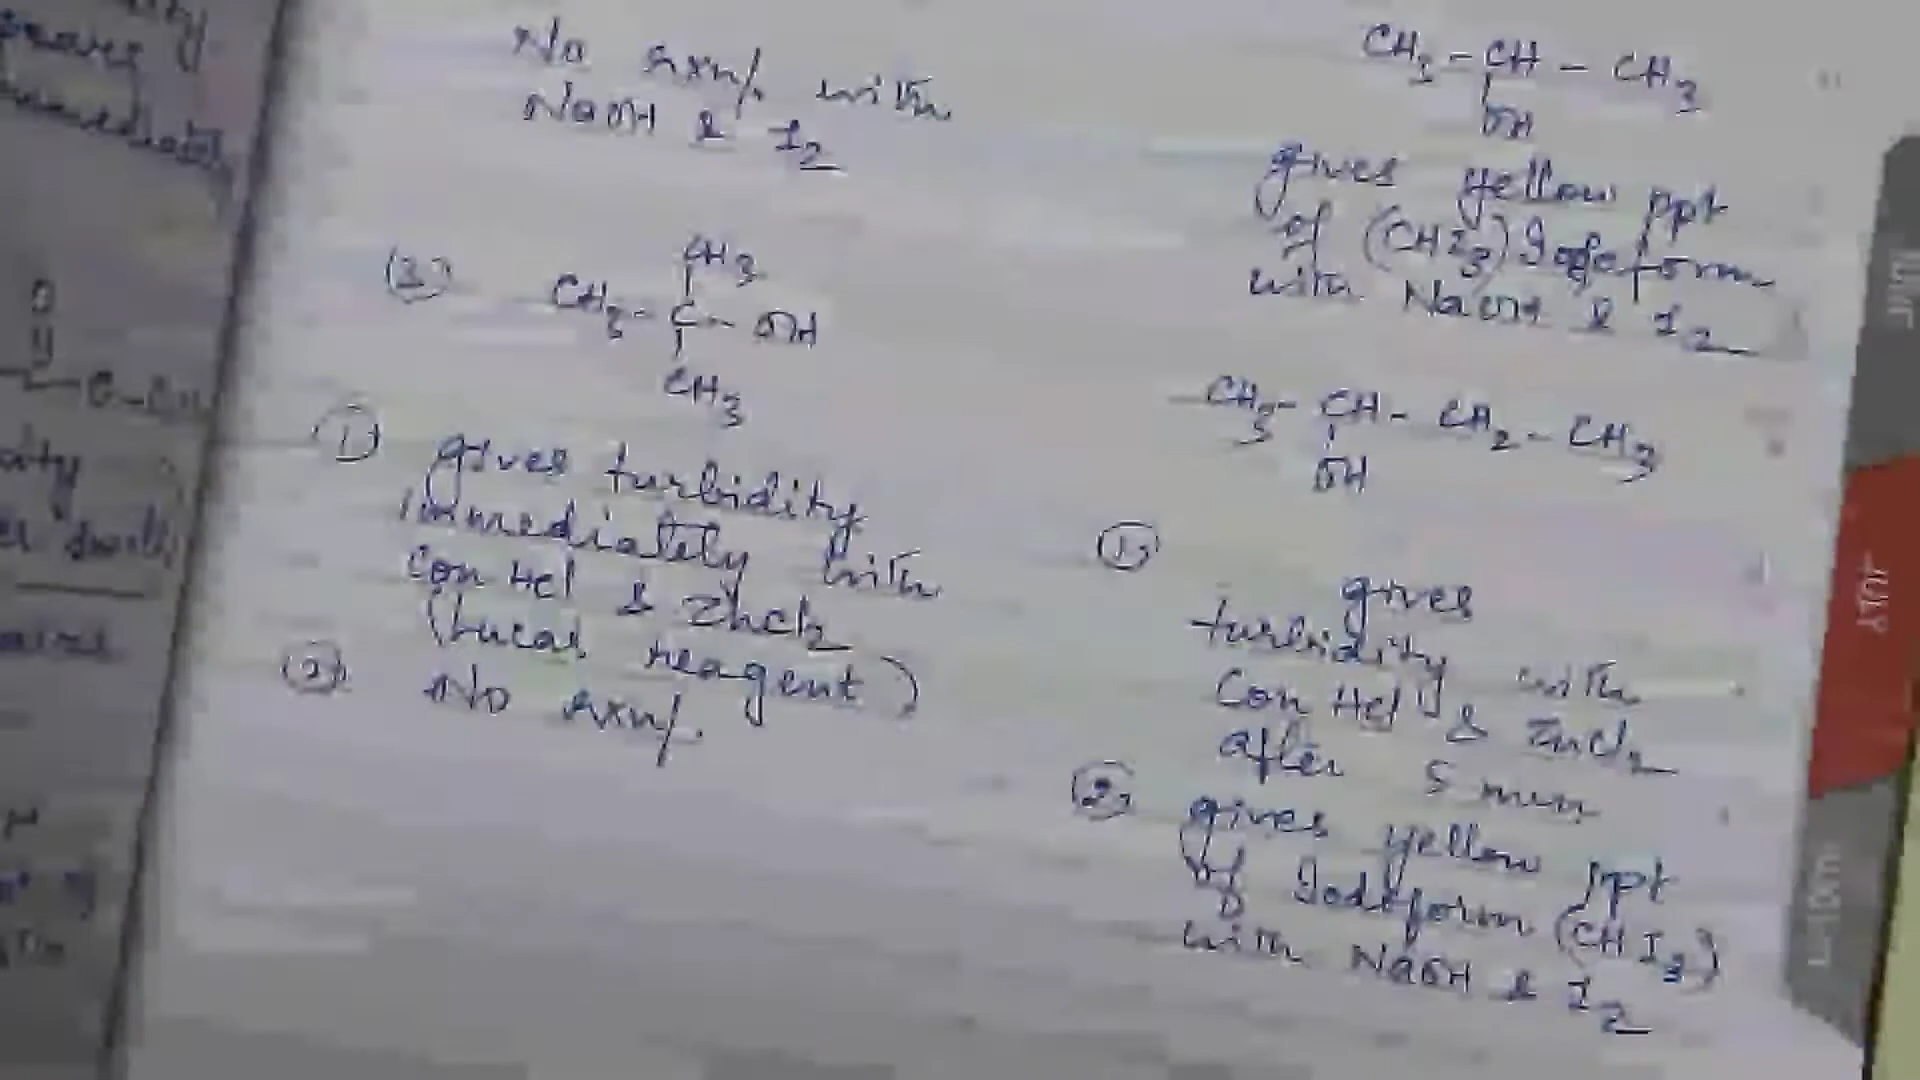 No rxn/. with
NaOH & I2
CH3 - CH - CH3
OH
gives yellow ppt
of (CHI3) Iodoform
with NaOH & I2
(3)
CH3
CH3 - C - OH
CH3
CH3 - CH - CH2 - CH3
OH
(1) gives turbidity
immediately with
Con Hcl & Zncl2
(Lucas reagent)
(2) No rxn/.
(1)
gives
turbidity with
Con Hcl & Zncl2
after 5 min
(2) gives yellow ppt
of Iodoform (CHI3)
with NaOH & I2
JULY